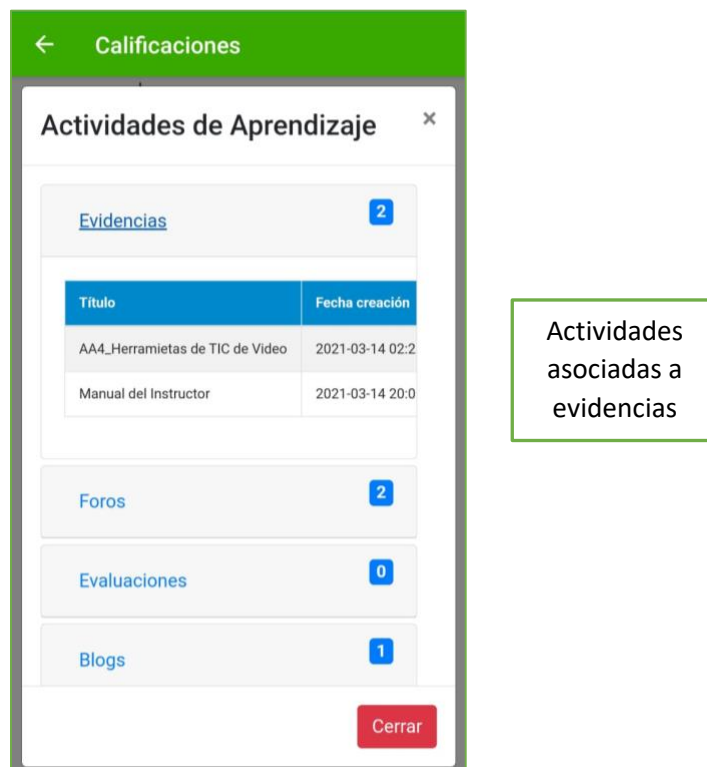 Calificaciones
Actividades de Aprendizaje ×
Evidencias 2
Título Fecha creación
AA4_Herramietas de TIC de Video 2021-03-14 02:2
Manual del Instructor 2021-03-14 20:0
Foros 2
Evaluaciones 0
Blogs 1
Cerrar
Actividades
asociadas a
evidencias